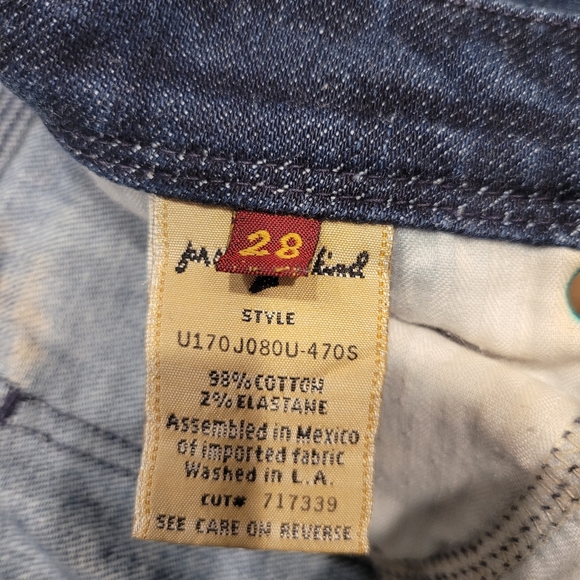 28
STYLE
U170J080U-470S
98% COTTON
2% ELASTANE
Assembled in Mexico
of imported fabric
Washed in L.A.
CUT# 717339
SEE CARE ON REVERSE